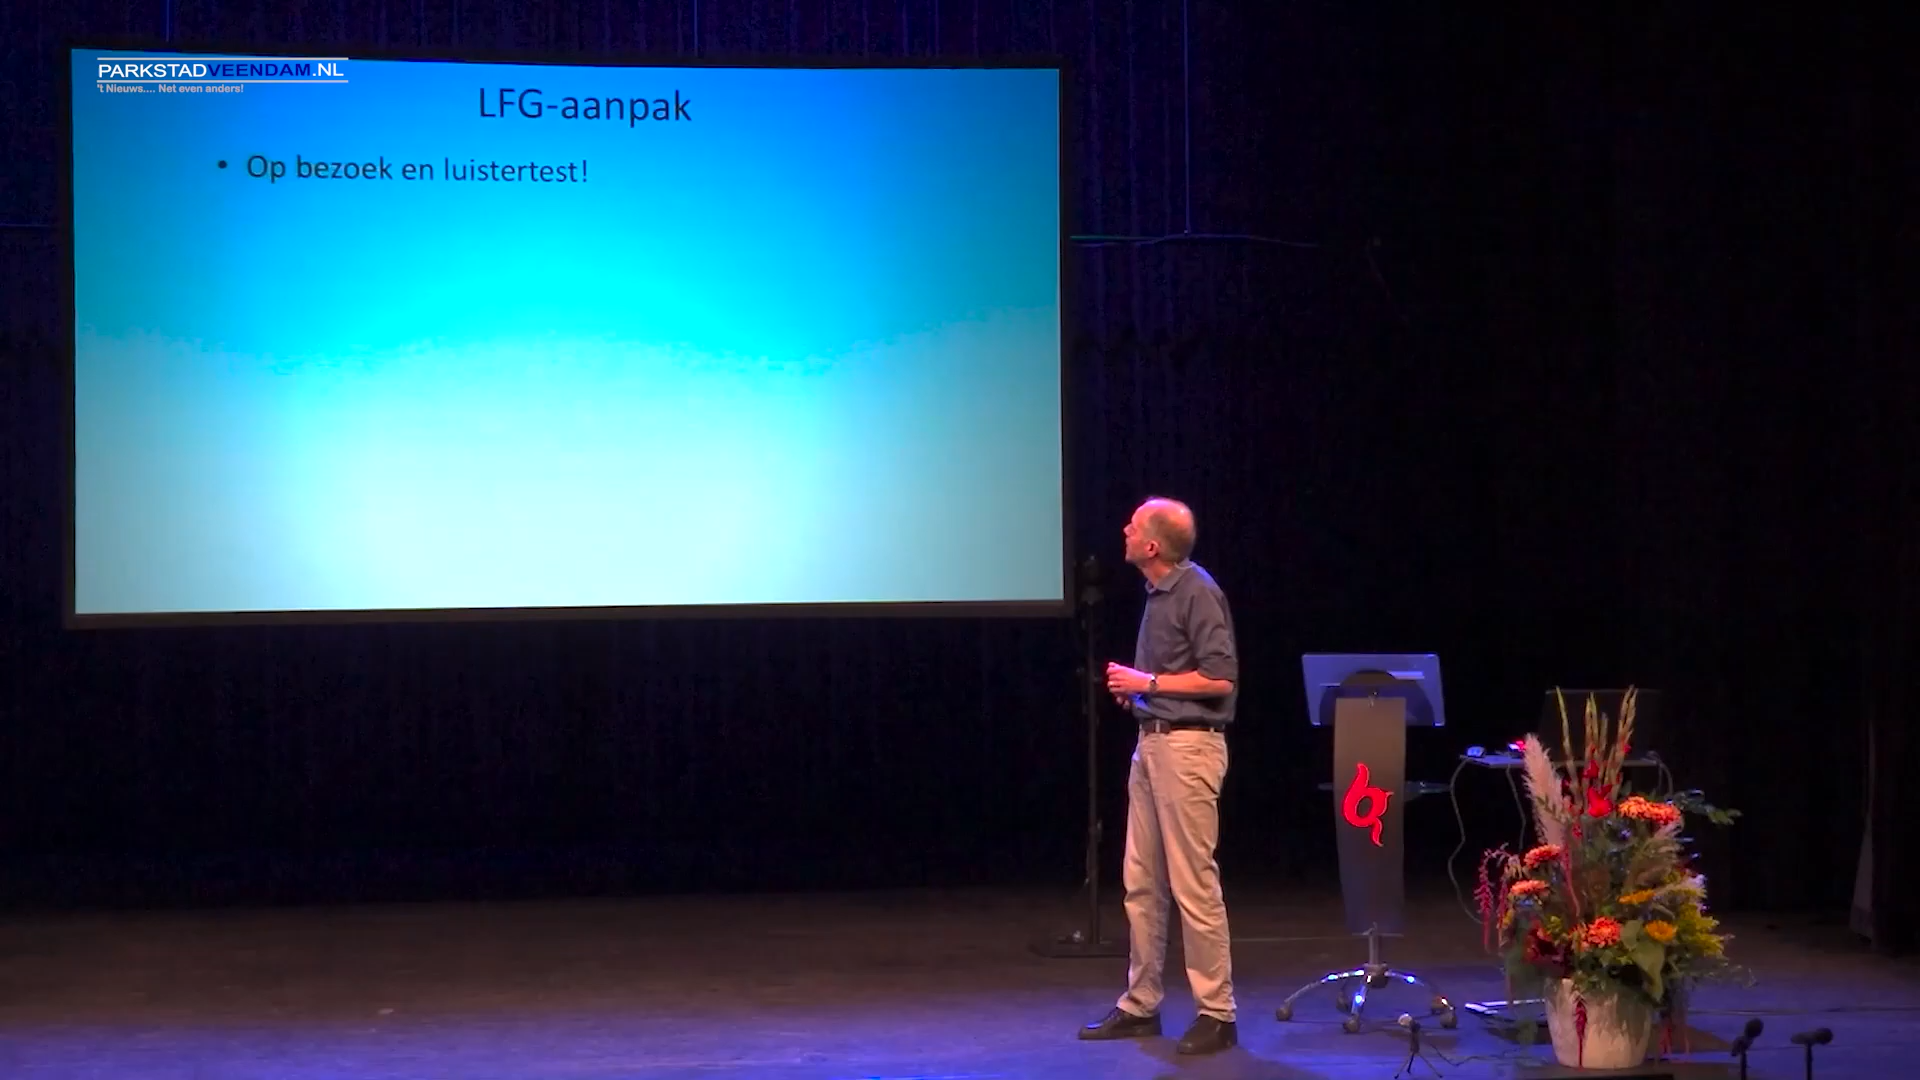 PARKSTADVEENDAM.NL
't Nieuws.... Net even anders!
LFG-aanpak
• Op bezoek en luistertest!